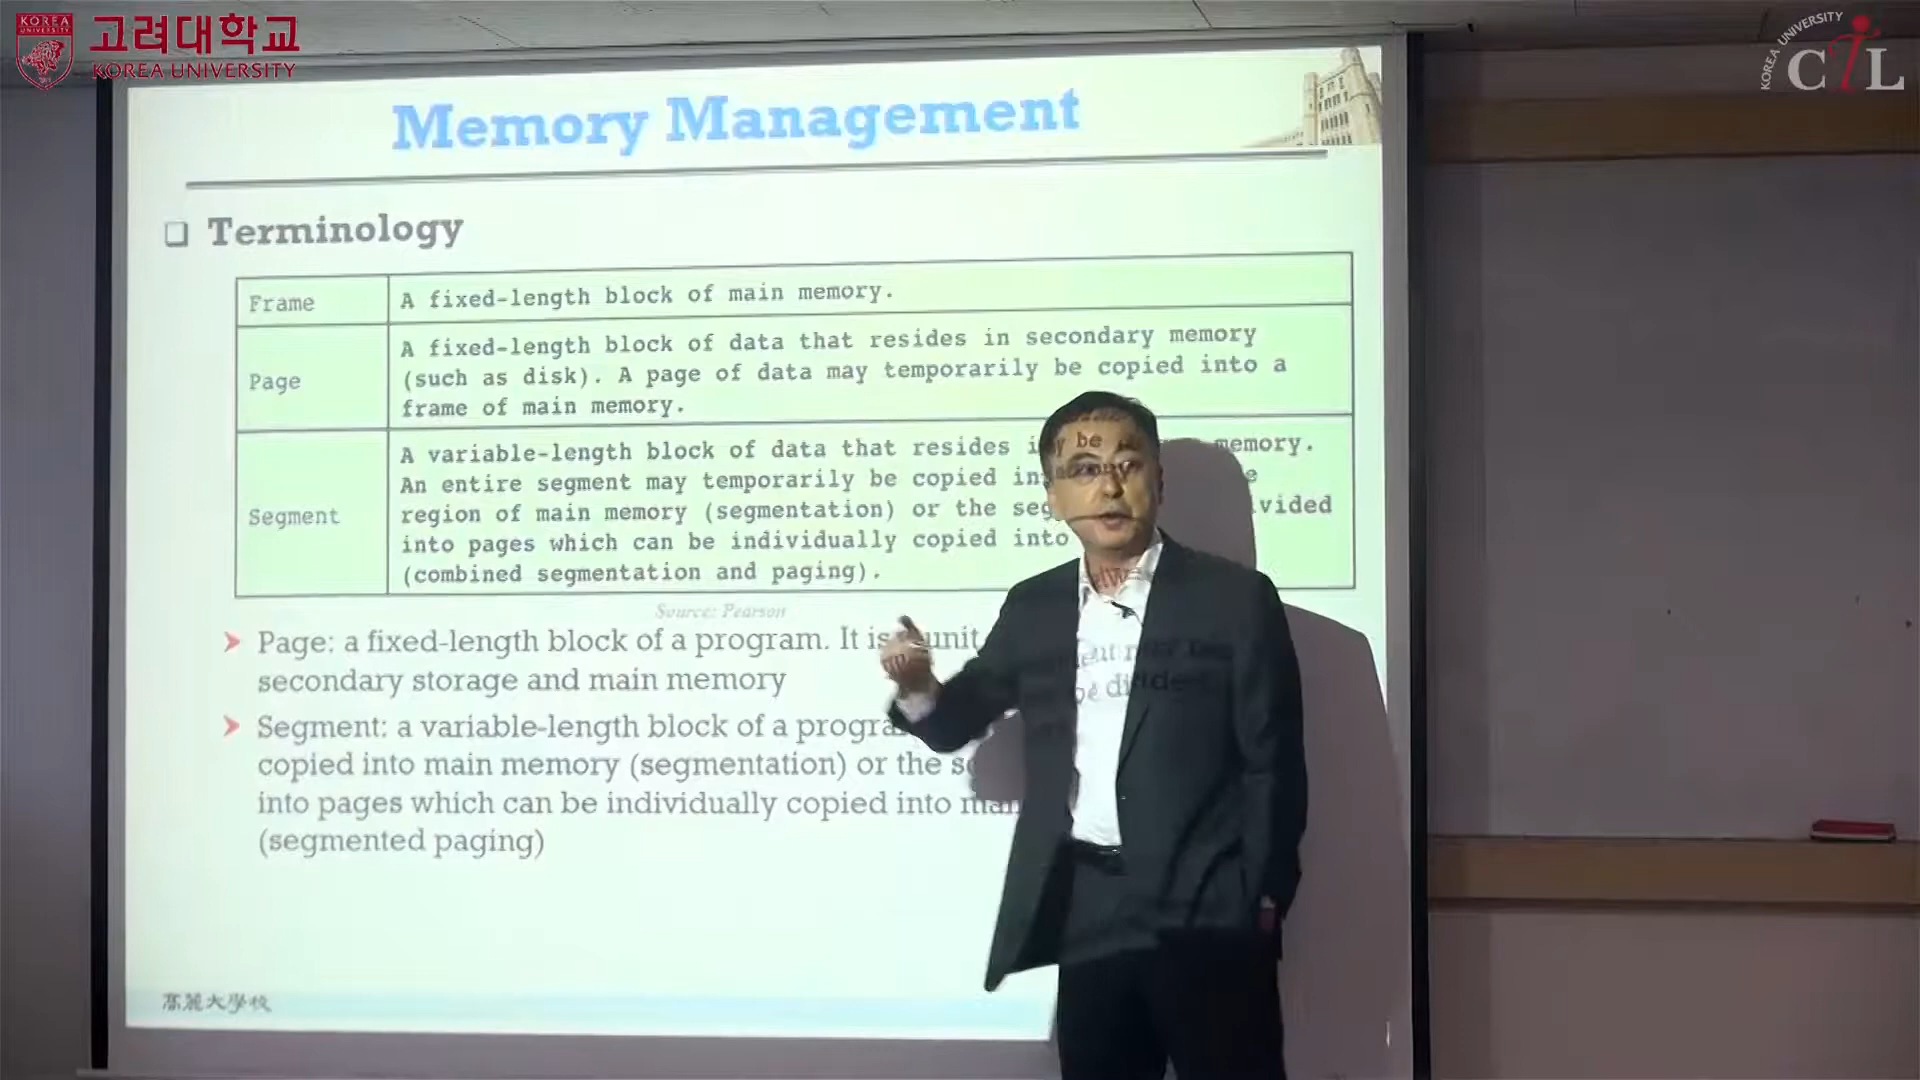 KOREA
UNIVERSITY
고려대학교
KOREA UNIVERSITY
KOREA UNIVERSITY
CTL
Memory Management
Terminology
Frame
A fixed-length block of main memory.
Page
A fixed-length block of data that resides in secondary memory
(such as disk). A page of data may temporarily be copied into a
frame of main memory.
Segment
A variable-length block of data that resides memory.
An entire segment may temporarily be copied
region of main memory (segmentation) or the
into pages which can be individually copied into
(combined segmentation and paging).
Source: Pearson
Page: a fixed-length block of a program. It is unit
secondary storage and main memory
Segment: a variable-length block of a
copied into main memory (segmentation) or the
into pages which can be individually copied into
(segmented paging)
高麗大學校